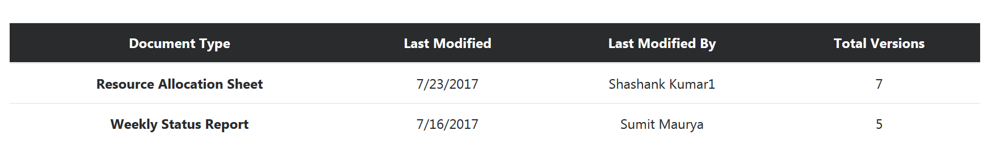 Document Type Last Modified Last Modified By Total Versions
Resource Allocation Sheet 7/23/2017 Shashank Kumar1 7
Weekly Status Report 7/16/2017 Sumit Maurya 5